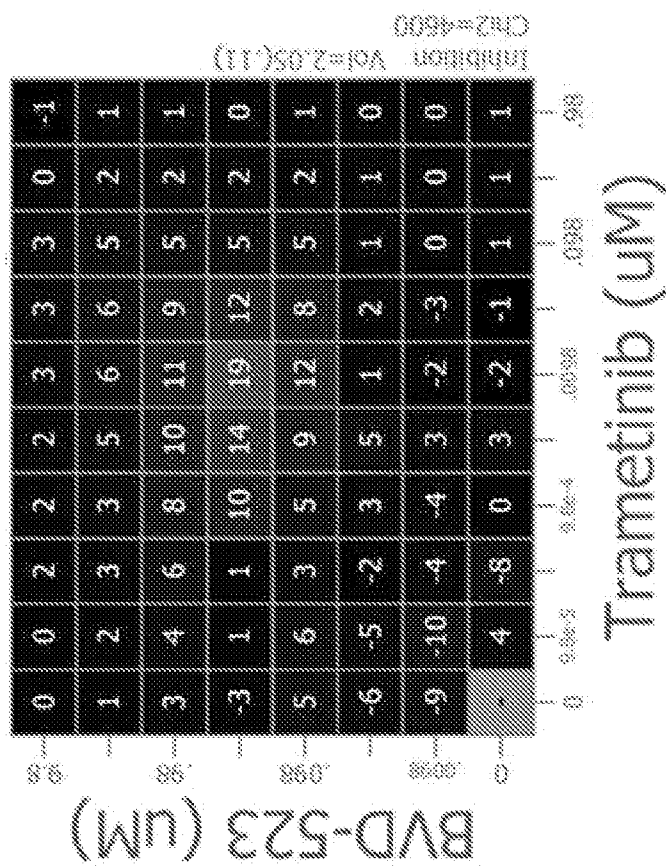 Inhibition Vol=2.05(.11)
Chi2=4600
BVD-523 (uM)
9.8 0 0 2 2 2 3 3 3 0 -1
1 2 3 3 5 6 6 5 2 1
.98 3 4 6 8 10 11 9 5 2 1
-3 1 1 10 14 19 12 5 2 0
.098 5 6 3 5 9 12 8 5 2 1
-6 -5 -2 3 5 1 2 1 1 0
.0098 -9 -10 -4 -4 3 -2 -3 0 0 0
0 - 4 -8 0 3 -2 -1 1 1 1
0 9.8e-5 9.8e-4 .0098 .098 .98
Trametinib (uM)